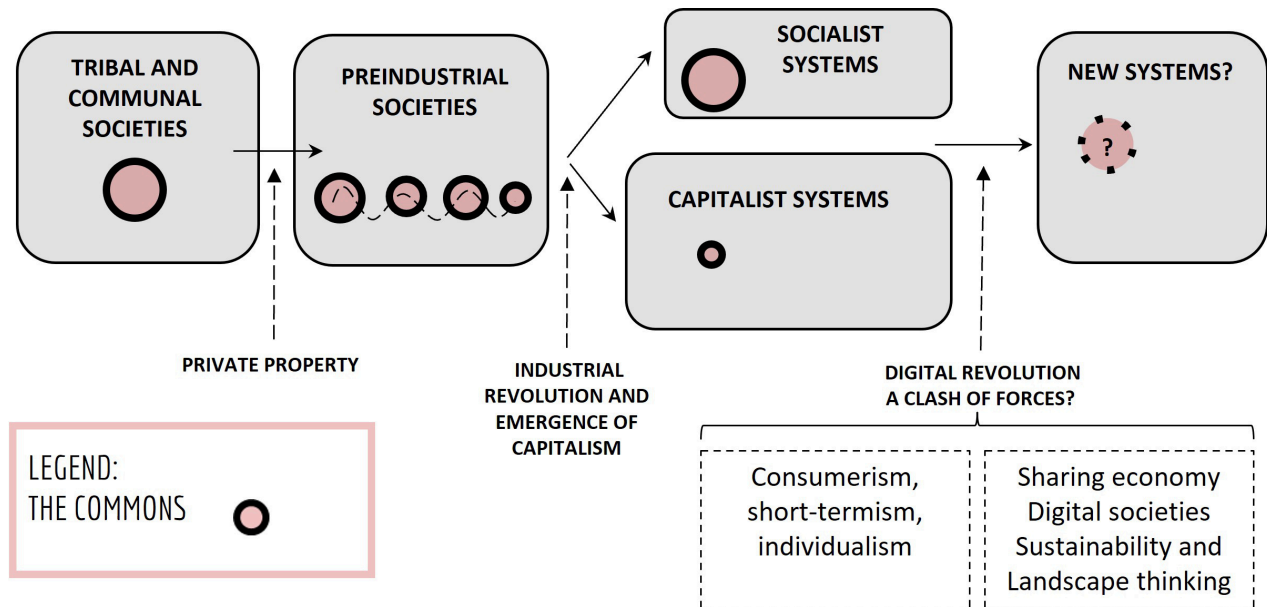 TRIBAL AND
COMMUNAL
SOCIETIES
PREINDUSTRIAL
SOCIETIES
SOCIALIST
SYSTEMS
CAPITALIST SYSTEMS
NEW SYSTEMS?
?
PRIVATE PROPERTY
INDUSTRIAL
REVOLUTION AND
EMERGENCE OF
CAPITALISM
DIGITAL REVOLUTION
A CLASH OF FORCES?
LEGEND:
THE COMMONS
Consumerism,
short-termism,
individualism
Sharing economy
Digital societies
Sustainability and
Landscape thinking